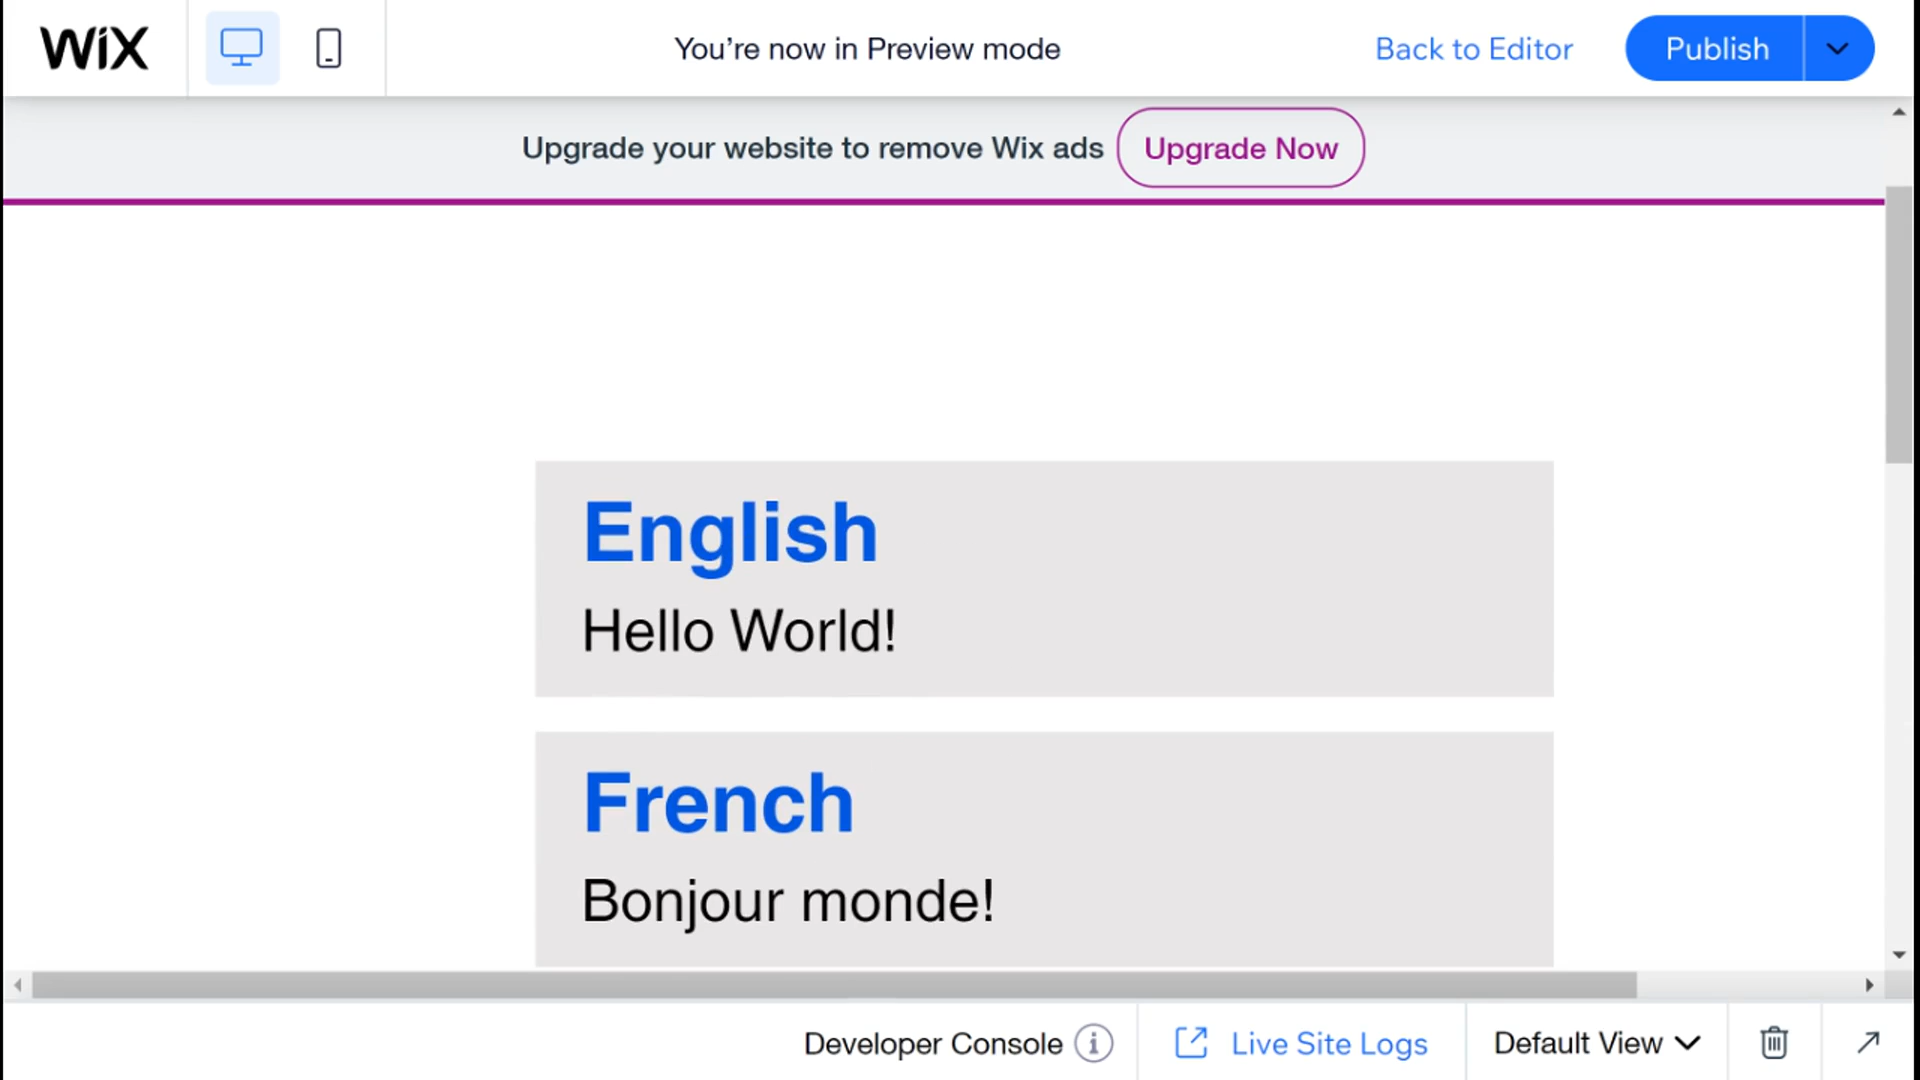 WiX
You’re now in Preview mode
Back to Editor
Publish
Upgrade your website to remove Wix ads
Upgrade Now
English
Hello World!
French
Bonjour monde!
Developer Console
Live Site Logs
Default View